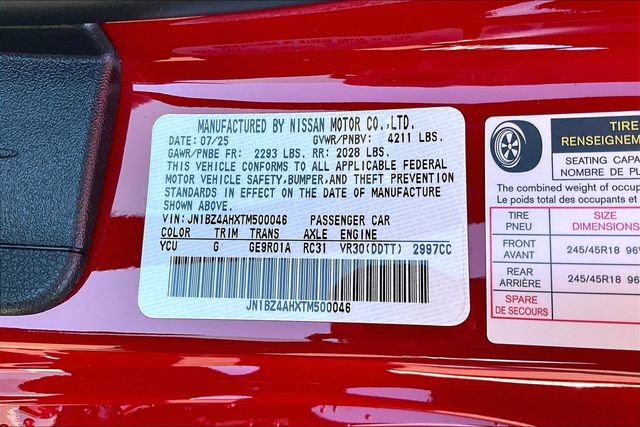 MANUFACTURED BY NISSAN MOTOR CO.,LTD.
DATE: 07/25 GVWR/PNBV: 4211 LBS.
GAWR/PNBE FR: 2293 LBS. RR: 2028 LBS.
THIS VEHICLE CONFORMS TO ALL APPLICABLE FEDERAL
MOTOR VEHICLE SAFETY,BUMPER,AND THEFT PREVENTION
STANDARDS IN EFFECT ON THE DATE OF MANUFACTURE
SHOWN ABOVE.
VIN: JN1BZ4AHXTM500046 PASSENGER CAR
COLOR TRIM TRANS AXLE ENGINE
YCU G GE9R01A RC31 VR30(DDTT) 2997CC
JN1BZ4AHXTM500046
TIRE
RENSEIGNEM
SEATING CAPA
NOMBRE DE PL
The combined weight of occup
Le poids total des occupants et
TIRE SIZE
PNEU DIMENSIONS
FRONT
AVANT 245/45R18 96
REAR
ARRIÈRE 245/45R18 96
SPARE
DE SECOURS